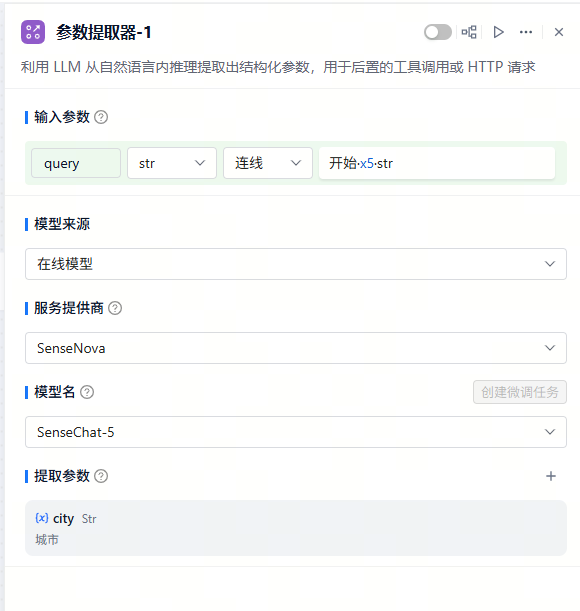 参数提取器-1
利用 LLM 从自然语言内推理提取出结构化参数，用于后置的工具调用或 HTTP 请求
输入参数
query str 连线 开始·x5·str
模型来源
在线模型
服务提供商
SenseNova
模型名 创建微调任务
SenseChat-5
提取参数
{x} city Str
城市